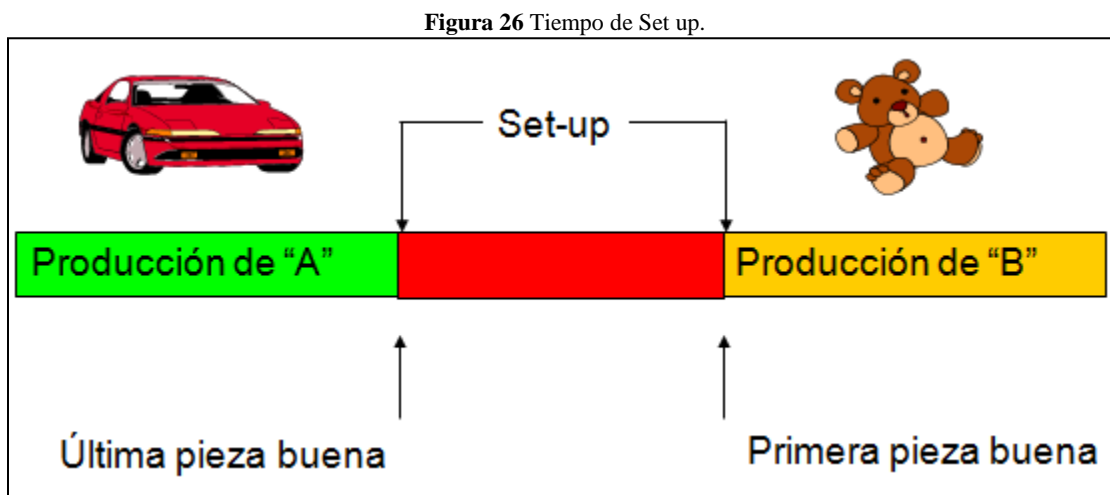 Figura 26 Tiempo de Set up.
Set-up
Producción de “A”
Producción de “B”
Última pieza buena
Primera pieza buena